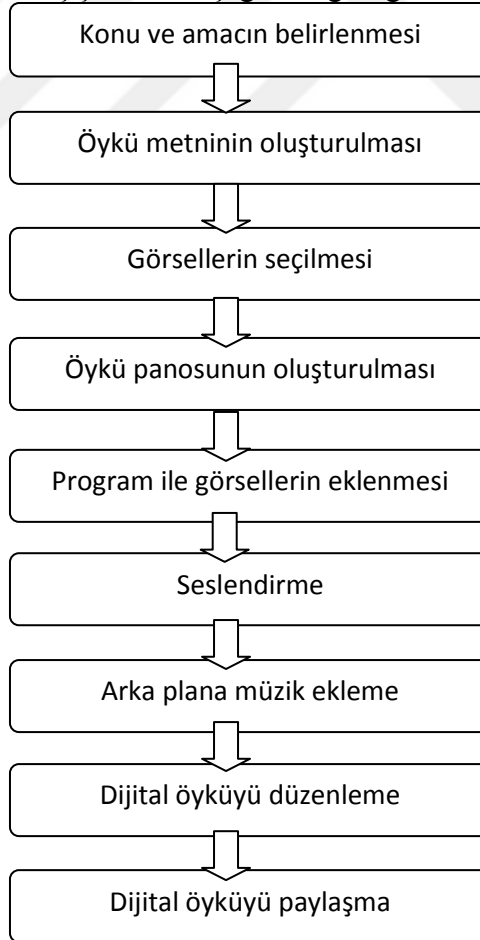 Konu ve amacın belirlenmesi
Öykü metninin oluşturulması
Görsellerin seçilmesi
Öykü panosunun oluşturulması
Program ile görsellerin eklenmesi
Seslendirme
Arka plana müzik ekleme
Dijital öyküyü düzenleme
Dijital öyküyü paylaşma